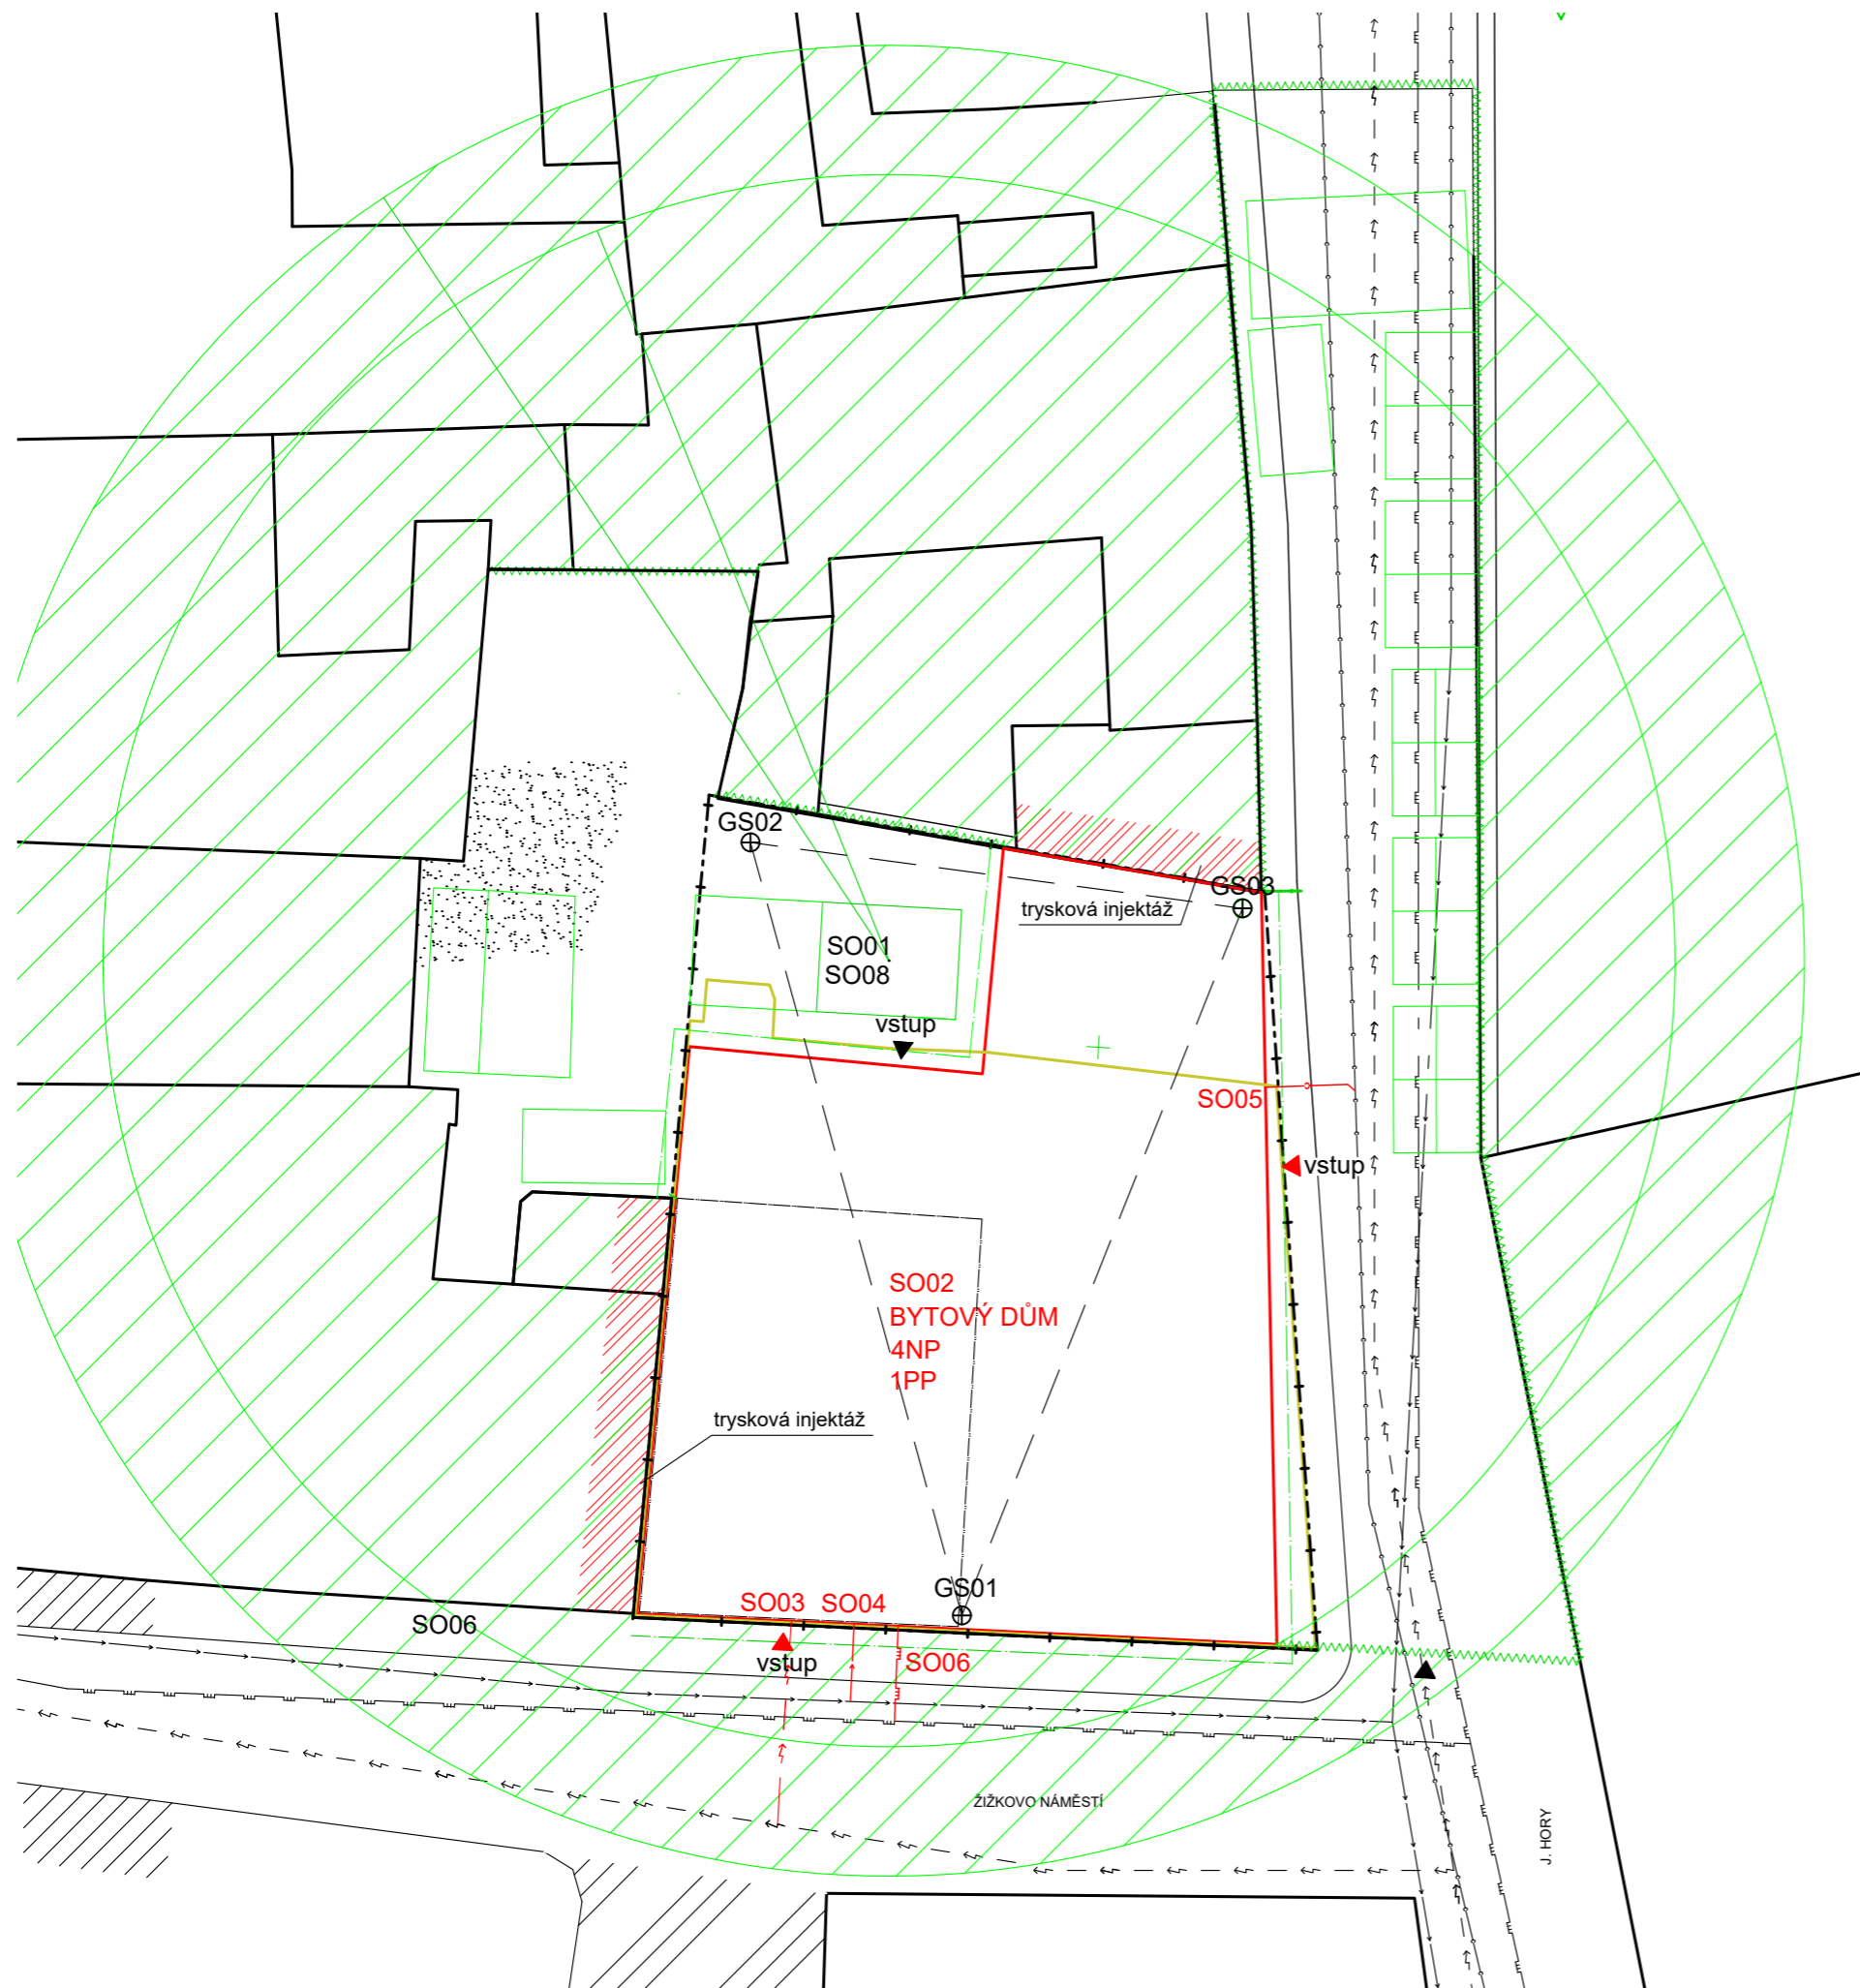 GS02
GS03
trysková injektáž
SO01
SO08
vstup
SO05
vstup
SO02
BYTOVÝ DŮM
4NP
1PP
trysková injektáž
GS01
SO03
SO04
SO06
vstup
SO06
ŽIŽKOVO NÁMĚSTÍ
J. HORY